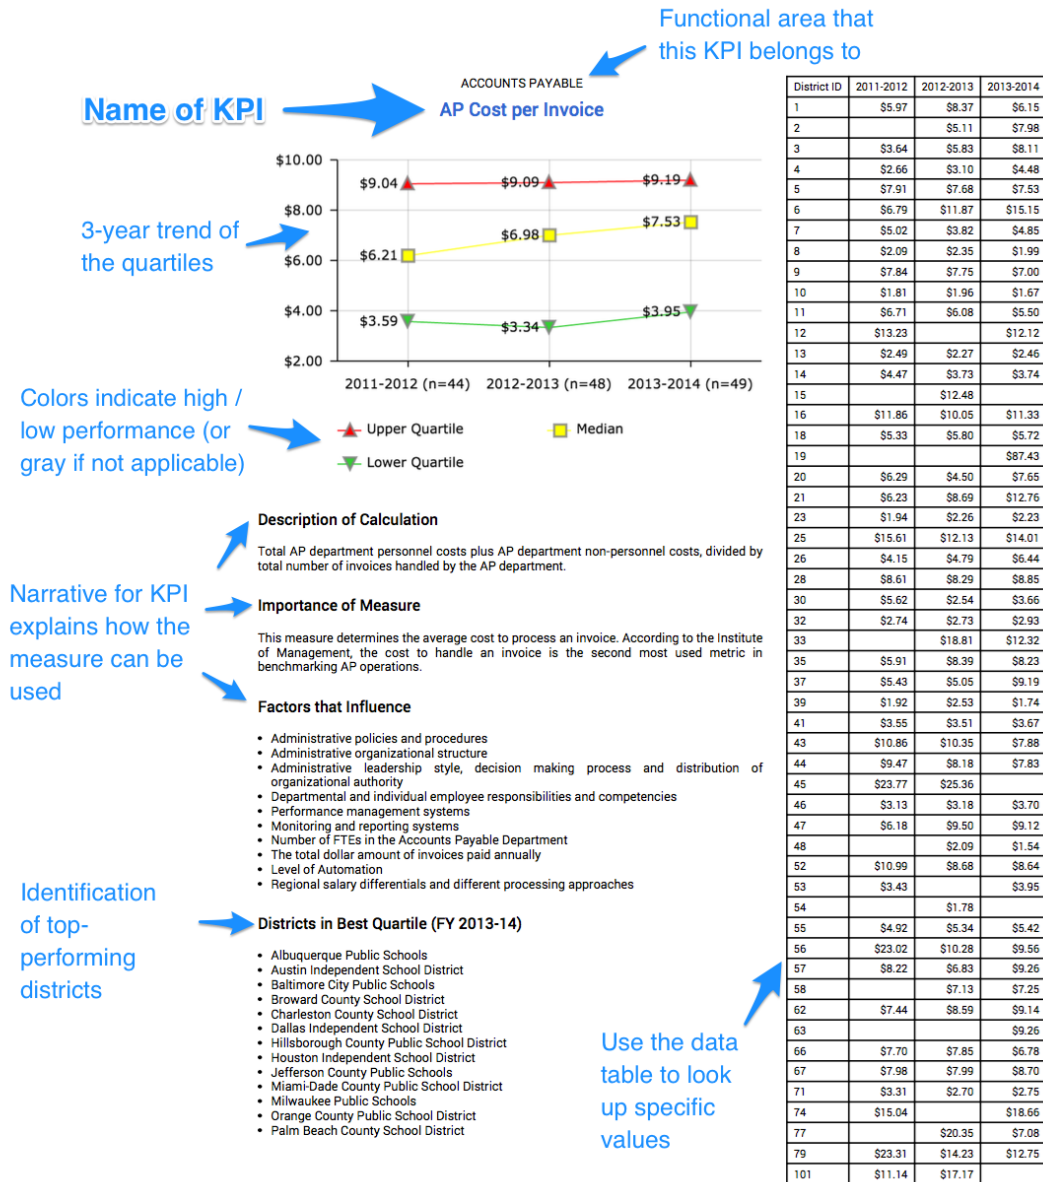 Functional area that
this KPI belongs to
ACCOUNTS PAYABLE
Name of KPI
AP Cost per Invoice
$10.00
$8.00
$6.00
$4.00
$2.00
$9.04
$9.09
$9.19
$6.21
$6.98
$7.53
$3.59
$3.34
$3.95
2011-2012 (n=44)
2012-2013 (n=48)
2013-2014 (n=49)
3-year trend of
the quartiles
Upper Quartile
Median
Lower Quartile
Colors indicate high /
low performance (or
gray if not applicable)
Description of Calculation
Total AP department personnel costs plus AP department non-personnel costs, divided by
total number of invoices handled by the AP department.
Narrative for KPI
explains how the
measure can be
used
Importance of Measure
This measure determines the average cost to process an invoice. According to the Institute
of Management, the cost to handle an invoice is the second most used metric in
benchmarking AP operations.
Factors that Influence
• Administrative policies and procedures
• Administrative organizational structure
• Administrative leadership style, decision making process and distribution of
organizational authority
• Departmental and individual employee responsibilities and competencies
• Performance management systems
• Monitoring and reporting systems
• Number of FTEs in the Accounts Payable Department
• The total dollar amount of invoices paid annually
• Level of Automation
• Regional salary differentials and different processing approaches
Identification
of top-
performing
districts
Districts in Best Quartile (FY 2013-14)
• Albuquerque Public Schools
• Austin Independent School District
• Baltimore City Public Schools
• Broward County School District
• Charleston County School District
• Dallas Independent School District
• Hillsborough County Public School District
• Houston Independent School District
• Jefferson County Public Schools
• Miami-Dade County Public School District
• Milwaukee Public Schools
• Orange County Public School District
• Palm Beach County School District
Use the data
table to look
up specific
values
District ID 2011-2012 2012-2013 2013-2014
1 $5.97 $8.37 $6.15
2 $5.11 $7.98
3 $3.64 $5.83 $8.11
4 $2.66 $3.10 $4.48
5 $7.91 $7.68 $7.53
6 $6.79 $11.87 $15.15
7 $5.02 $3.82 $4.85
8 $2.09 $2.35 $1.99
9 $7.84 $7.75 $7.00
10 $1.81 $1.96 $1.67
11 $6.71 $6.08 $5.50
12 $13.23 $12.12
13 $2.49 $2.27 $2.46
14 $4.47 $3.73 $3.74
15 $12.48
16 $11.86 $10.05 $11.33
18 $5.33 $5.80 $5.72
19 $87.43
20 $6.29 $4.50 $7.65
21 $6.23 $8.69 $12.76
23 $1.94 $2.26 $2.23
25 $15.61 $12.13 $14.01
26 $4.15 $4.79 $6.44
28 $8.61 $8.29 $8.85
30 $5.62 $2.54 $3.66
32 $2.74 $2.73 $2.93
33 $18.81 $12.32
35 $5.91 $8.39 $8.23
37 $5.43 $5.05 $9.19
39 $1.92 $2.53 $1.74
41 $3.55 $3.51 $3.67
43 $10.86 $10.35 $7.88
44 $9.47 $8.18 $7.83
45 $23.77 $25.36
46 $3.13 $3.18 $3.70
47 $6.18 $9.50 $9.12
48 $2.09 $1.54
52 $10.99 $8.68 $8.64
53 $3.43 $3.95
54 $1.78
55 $4.92 $5.34 $5.42
56 $23.02 $10.28 $9.56
57 $8.22 $6.83 $9.26
58 $7.13 $7.25
62 $7.44 $8.59 $9.14
63 $9.26
66 $7.70 $7.85 $6.78
67 $7.98 $7.99 $8.70
71 $3.31 $2.70 $2.75
74 $15.04 $18.66
77 $20.35 $7.08
79 $23.31 $14.23 $12.75
101 $11.14 $17.17